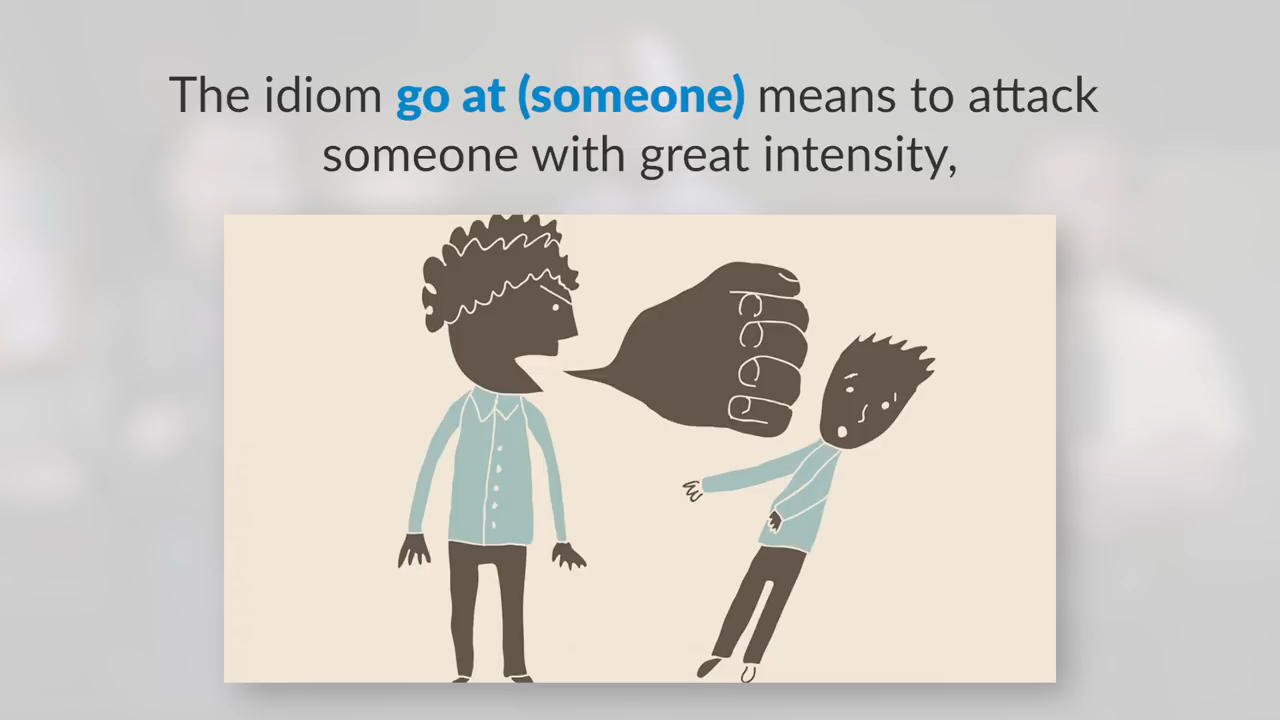 The idiom go at (someone) means to attack
someone with great intensity,